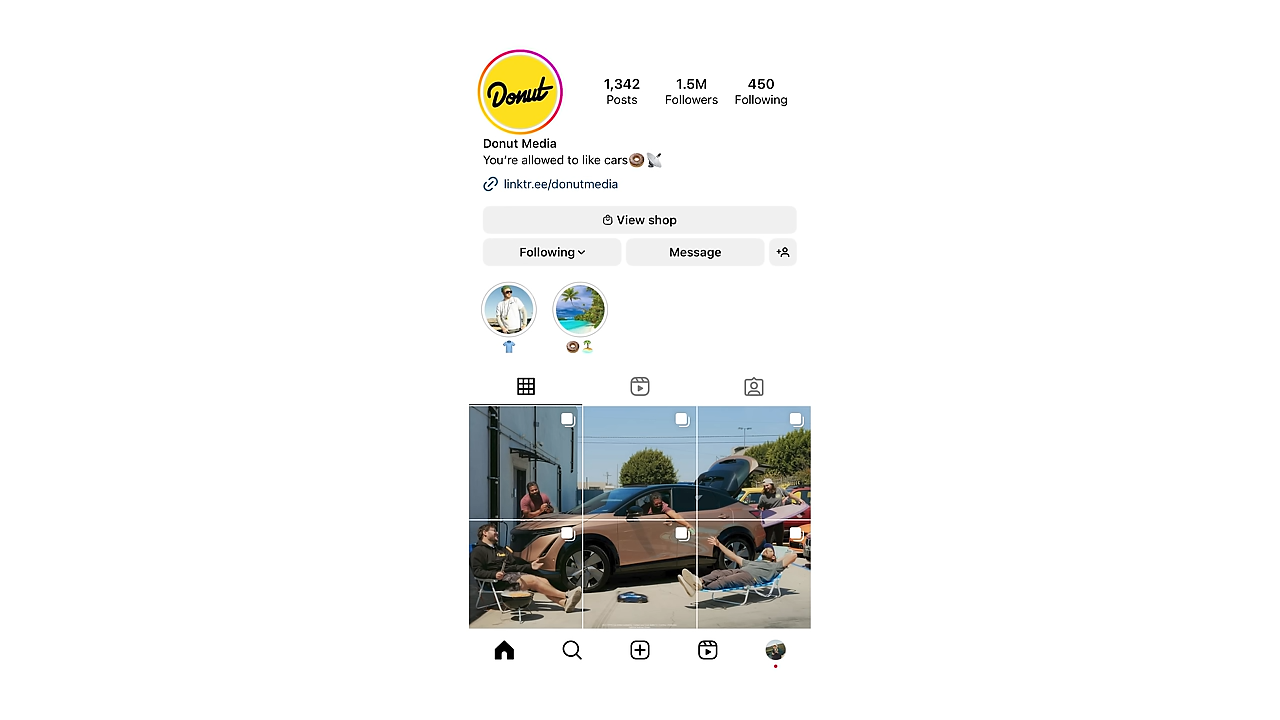 Donut
1,342 1.5M 450
Posts Followers Following
Donut Media
You're allowed to like cars🍩📡
linktr.ee/donutmedia
View shop
Following Message